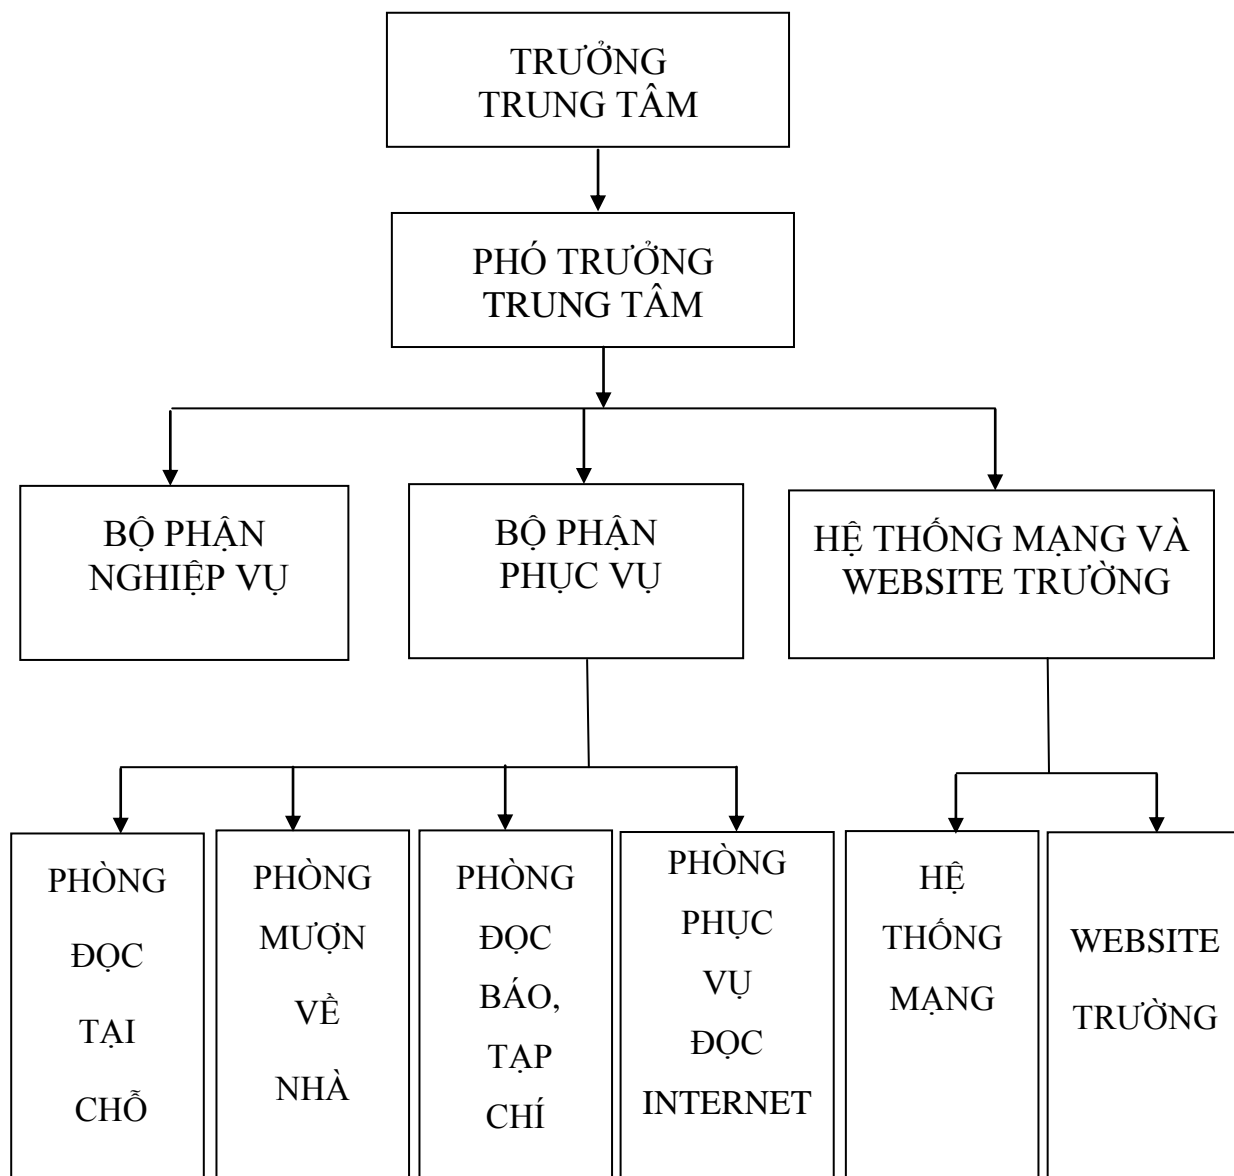 TRƯỞNG
TRUNG TÂM
PHÓ TRƯỞNG
TRUNG TÂM
BỘ PHẬN
NGHIỆP VỤ
BỘ PHẬN
PHỤC VỤ
HỆ THỐNG MẠNG VÀ
WEBSITE TRƯỜNG
PHÒNG
ĐỌC
TẠI
CHỖ
PHÒNG
MƯỢN
VỀ
NHÀ
PHÒNG
ĐỌC
BÁO,
TẠP
CHÍ
PHÒNG
PHỤC
VỤ
ĐỌC
INTERNET
HỆ
THỐNG
MẠNG
WEBSITE
TRƯỜNG